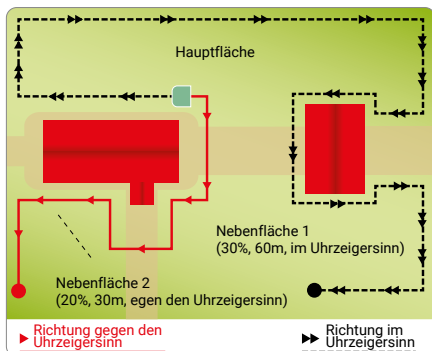 Hauptfläche
Nebenfläche 1
(30%, 60m, im Uhrzeigersinn)
Nebenfläche 2
(20%, 30m, egen den Uhrzeigersinn)
Richtung gegen den
Uhrzeigersinn
Richtung im
Uhrzeigersinn